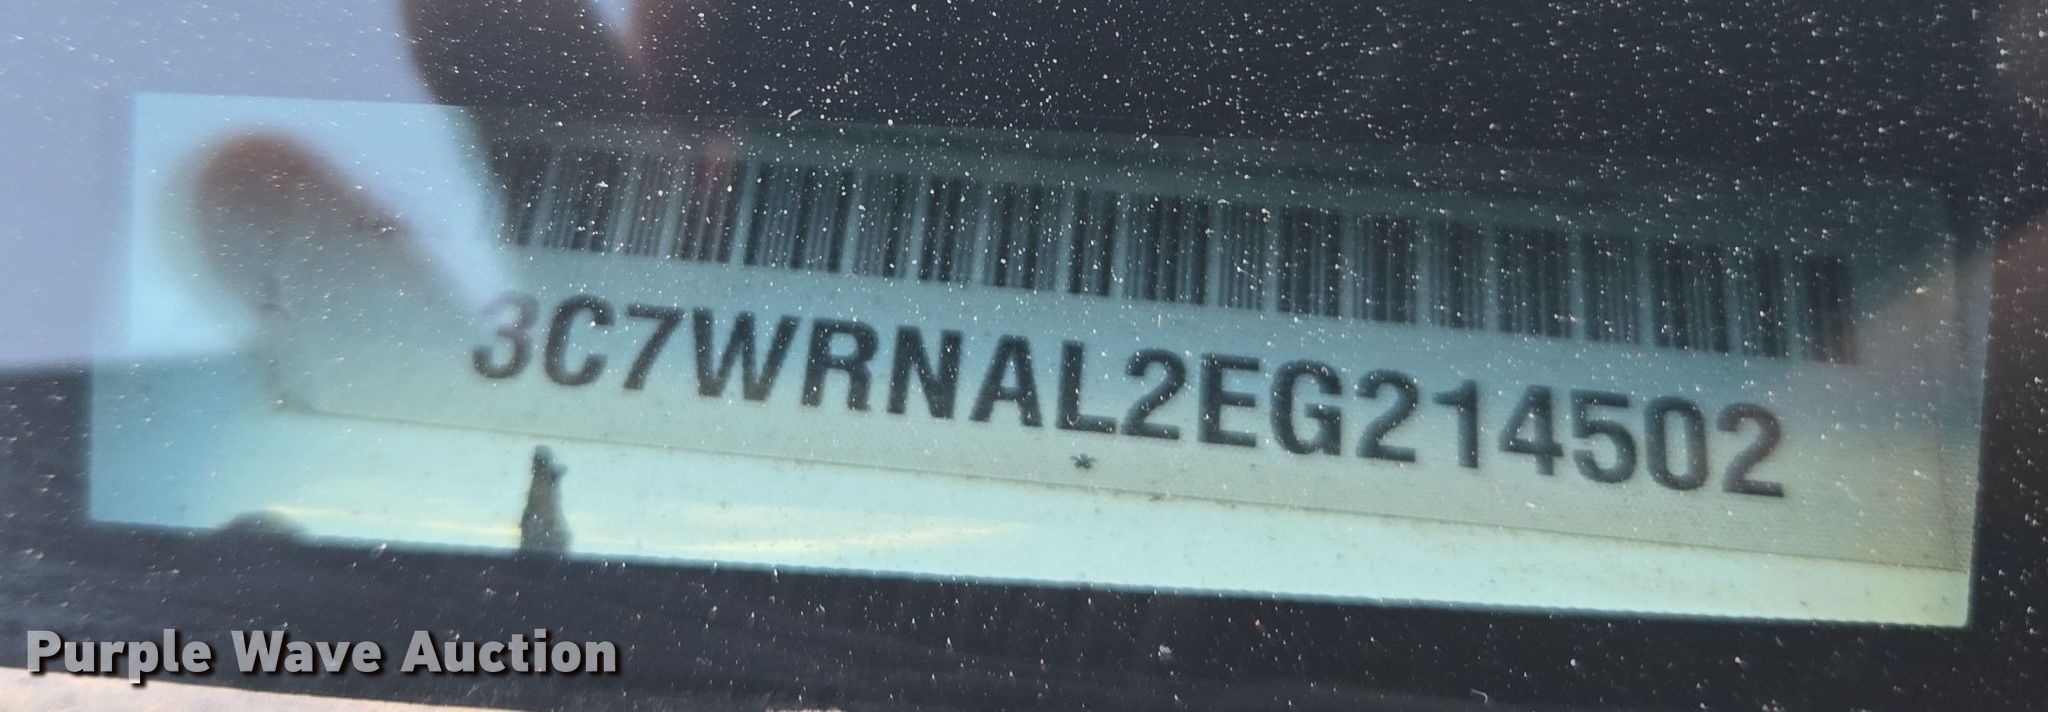 3C7WRNAL2EG214502
*
Purple Wave Auction